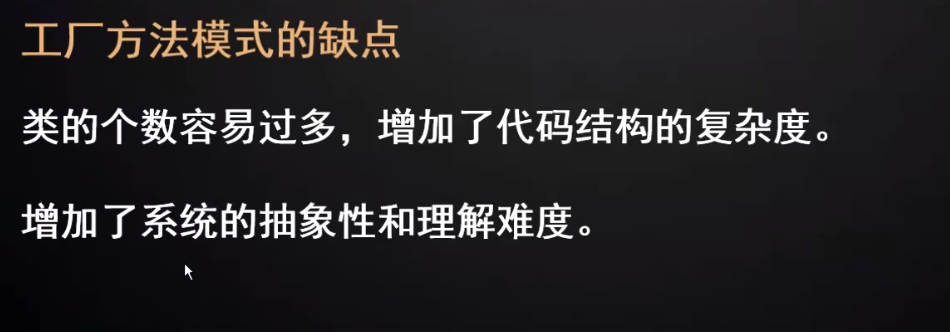 工厂方法模式的缺点
类的个数容易过多，增加了代码结构的复杂度。
增加了系统的抽象性和理解难度。